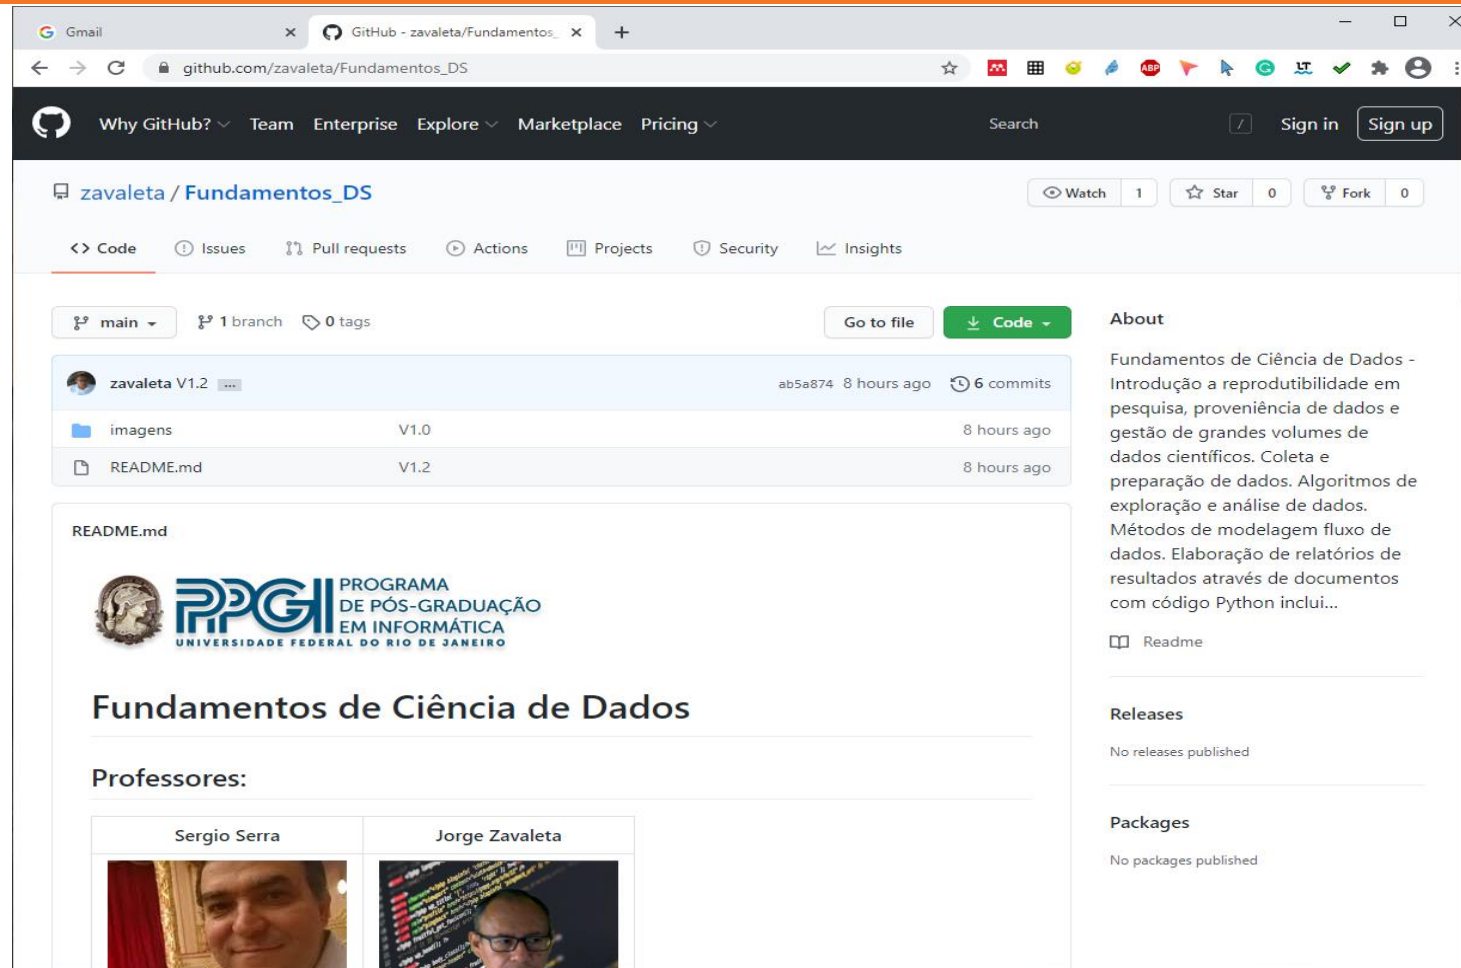 Gmail
GitHub - zavaleta/Fundamentos_
github.com/zavaleta/Fundamentos_DS
ABP
LT
Why GitHub? Team Enterprise Explore Marketplace Pricing
Search / Sign in Sign up
zavaleta / Fundamentos_DS
Watch 1 Star 0 Fork 0
Code Issues Pull requests Actions Projects Security Insights
main 1 branch 0 tags
Go to file Code
zavaleta V1.2 ... ab5a874 8 hours ago 6 commits
imagens V1.0 8 hours ago
README.md V1.2 8 hours ago
README.md
PPGI
PROGRAMA
DE PÓS-GRADUAÇÃO
EM INFORMÁTICA
UNIVERSIDADE FEDERAL DO RIO DE JANEIRO
Fundamentos de Ciência de Dados
Professores:
Sergio Serra Jorge Zavaleta
About
Fundamentos de Ciência de Dados -
Introdução a reprodutibilidade em
pesquisa, proveniência de dados e
gestão de grandes volumes de
dados científicos. Coleta e
preparação de dados. Algoritmos de
exploração e análise de dados.
Métodos de modelagem fluxo de
dados. Elaboração de relatórios de
resultados através de documentos
com código Python inclui...
Readme
Releases
No releases published
Packages
No packages published